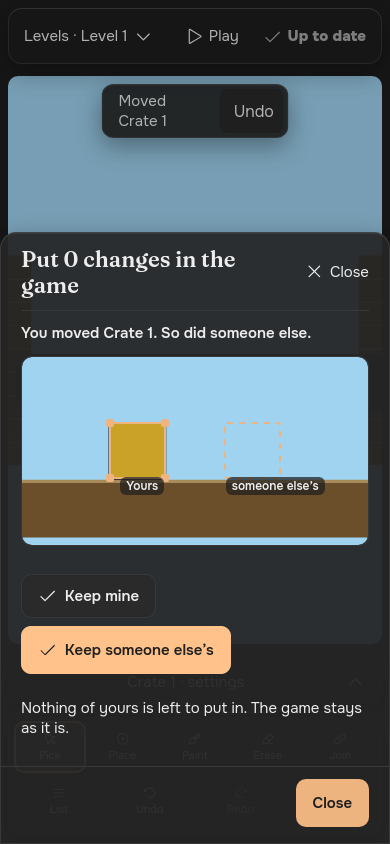 Levels · Level 1
Play
Up to date
Moved
Crate 1
Undo
Put 0 changes in the
game
Close
You moved Crate 1. So did someone else.
Yours
someone else's
Keep mine
Keep someone else’s
Crate 1 settings
Nothing of yours is left to put in. The game stays
as it is.
Pick
Place
Paint
Erase
Join
List
Undo
Redo
Close